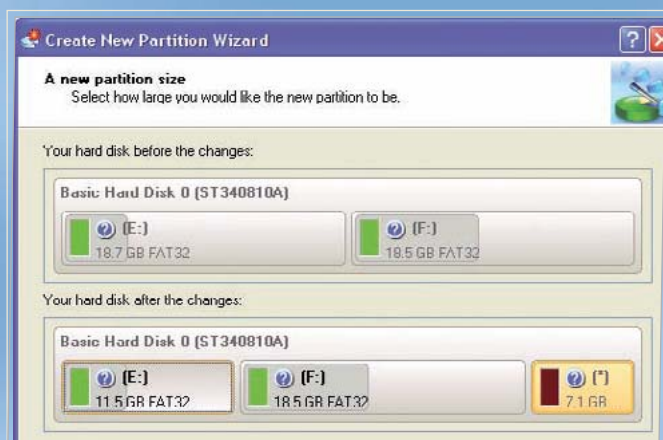 Create New Partition Wizard
A new partition size
Select how large you would like the new partition to be.
Your hard disk before the changes:
Basic Hard Disk 0 (ST340810A)
(E:)
18.7 GB FAT32
(F:)
18.5 GB FAT32
Your hard disk after the changes:
Basic Hard Disk 0 (ST340810A)
(E:)
11.5 GB FAT32
(F:)
18.5 GB FAT32
(*)
7.1 GB